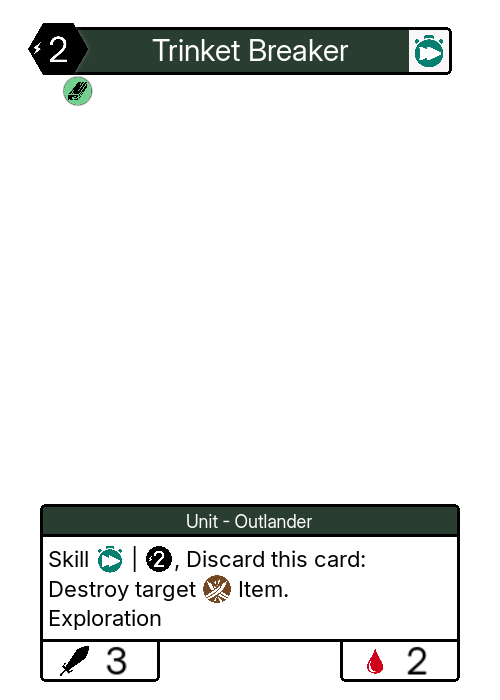 2 Trinket Breaker
Unit - Outlander
Skill | 2, Discard this card:
Destroy target Item.
Exploration
3 2